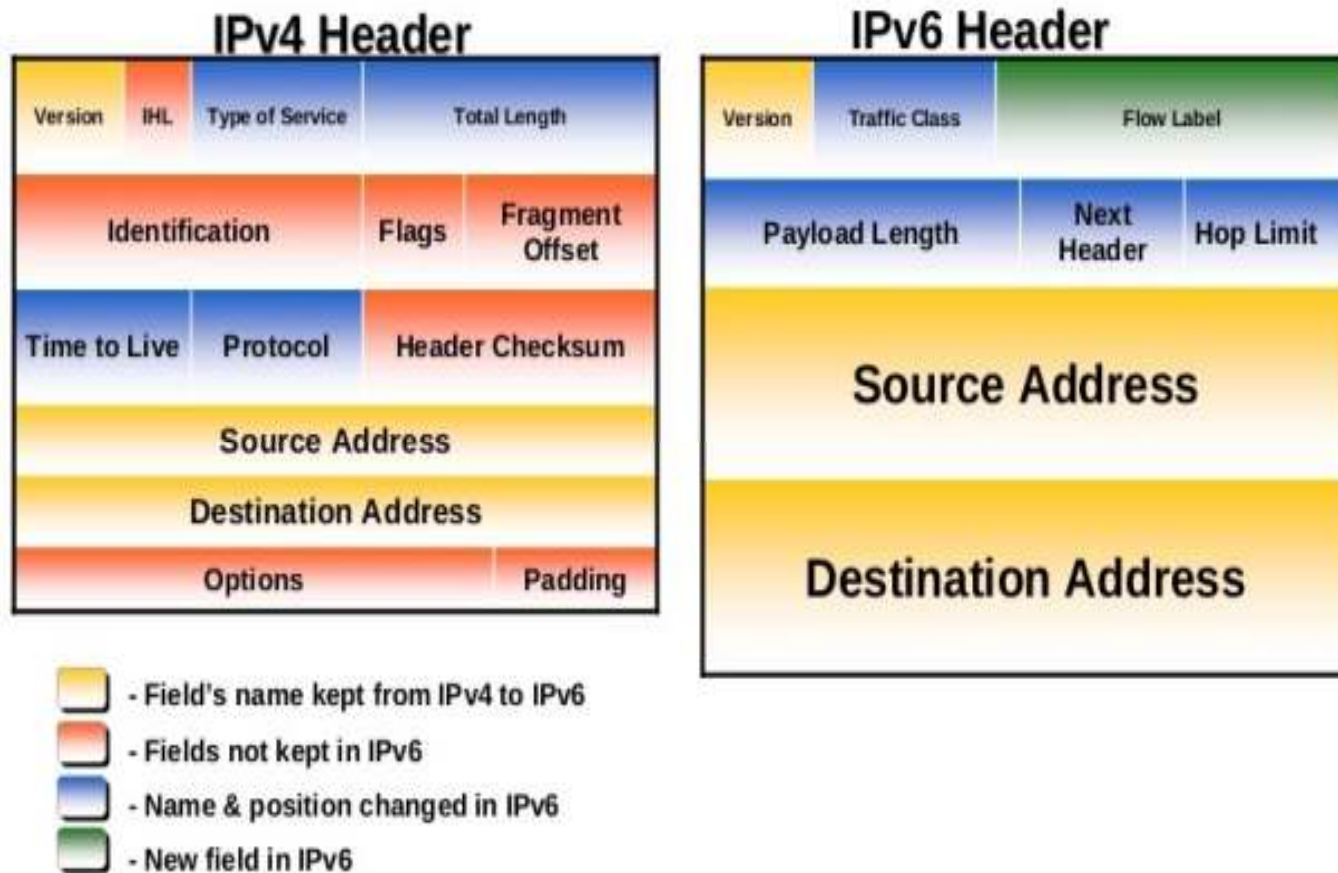 IPv4 Header
Version IHL Type of Service Total Length
Identification Flags Fragment Offset
Time to Live Protocol Header Checksum
Source Address
Destination Address
Options Padding
IPv6 Header
Version Traffic Class Flow Label
Payload Length Next Header Hop Limit
Source Address
Destination Address
- Field's name kept from IPv4 to IPv6
- Fields not kept in IPv6
- Name & position changed in IPv6
- New field in IPv6